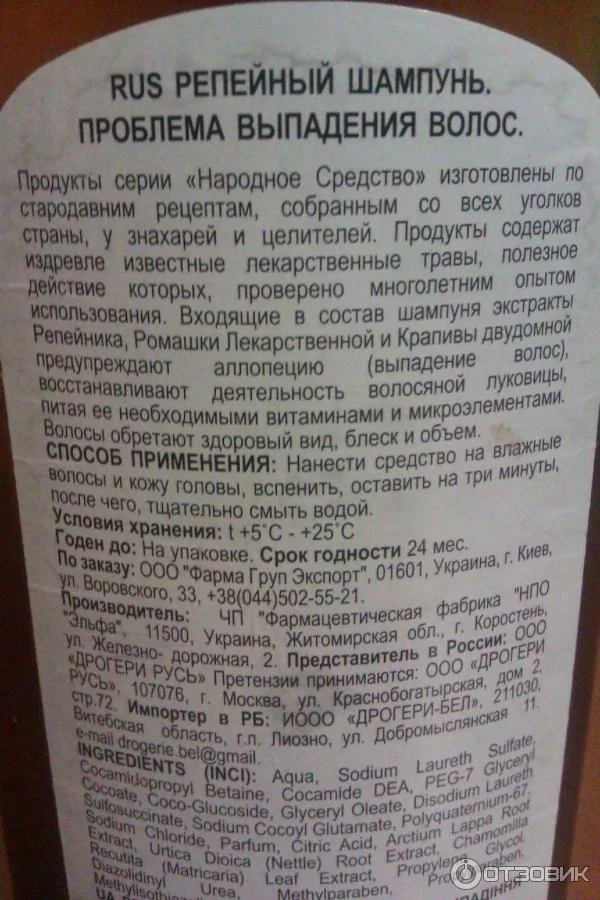 RUS РЕПЕЙНЫЙ ШАМПУНЬ.
ПРОБЛЕМА ВЫПАДЕНИЯ ВОЛОС.
Продукты серии «Народное Средство» изготовлены по
стародавним рецептам, собранным со всех уголков
страны, у знахарей и целителей. Продукты содержат
издревле известные лекарственные травы, полезное
действие которых, проверено многолетним опытом
использования. Входящие в состав шампуня экстракты
Репейника, Ромашки Лекарственной и Крапивы двудомной
предупреждают аллопецию (выпадение волос),
восстанавливают деятельность волосяной луковицы,
питая ее необходимыми витаминами и микроэлементами.
Волосы обретают здоровый вид, блеск и объем.
СПОСОБ ПРИМЕНЕНИЯ: Нанести средство на влажные
волосы и кожу головы, вспенить, оставить на три минуты,
после чего, тщательно смыть водой.
Условия хранения: t +5˚C - +25˚C
Годен до: На упаковке. Срок годности 24 мес.
По заказу: ООО "Фарма Груп Экспорт", 01601, Украина, г. Киев,
ул. Воровского, 33, +38(044)502-55-21.
Производитель: ЧП "Фармацевтическая фабрика "НПО
"Эльфа", 11500, Украина, Житомирская обл., г. Коростень,
ул. Железно- дорожная, 2. Представитель в России: ООО
«ДРОГЕРИ РУСЬ» Претензии принимаются: ООО «ДРОГЕРИ
РУСЬ», 107076, г. Москва, ул. Краснобогатырская, дом 2,
стр.72. Импортер в РБ: ИООО «ДРОГЕРИ-БЕЛ», 211030,
Витебская область, г.п. Лиозно, ул. Добромыслянская 11.
e-mail drogerie.bel@gmail.
INGREDIENTS (INCI): Aqua, Sodium Laureth Sulfate,
Cocamidopropyl Betaine, Cocamide DEA, PEG-7 Glyceryl
Cocoate, Coco-Glucoside, Glyceryl Oleate, Disodium Laureth
Sulfosuccinate, Sodium Cocoyl Glutamate, Polyquaternium-67,
Sodium Chloride, Parfum, Citric Acid, Arctium Lappa Root
Extract, Urtica Dioica (Nettle) Root Extract, Chamomilla
Recutita (Matricaria) Leaf Extract, Propylene Glycol,
Diazolidinyl Urea, Methylparaben, Propylparaben,
ОТЗОВИК